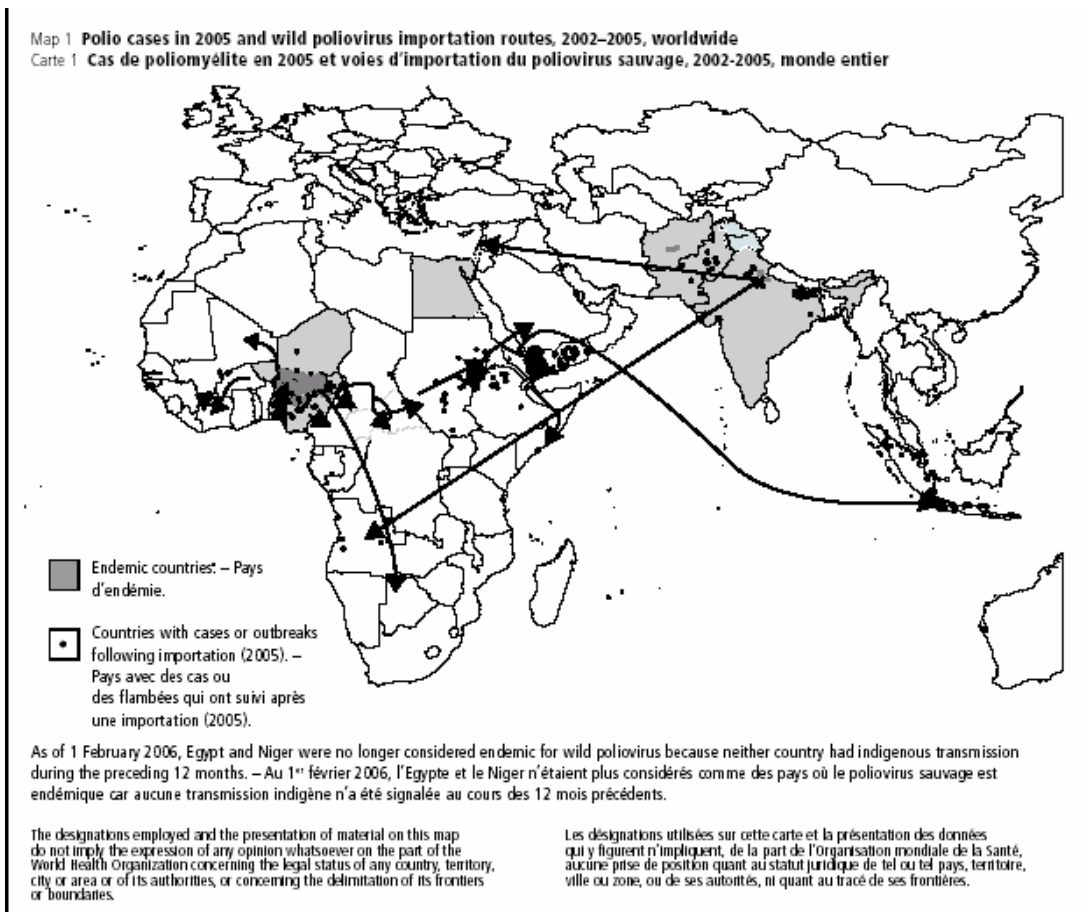 Map 1 Polio cases in 2005 and wild poliovirus importation routes, 2002–2005, worldwide
Carte 1 Cas de poliomyélite en 2005 et voies d'importation du poliovirus sauvage, 2002-2005, monde entier
Endemic countries*. – Pays
d'endémie.
Countries with cases or outbreaks
following importation (2005). –
Pays avec des cas ou
des flambées qui ont suivi après
une importation (2005).
As of 1 February 2006, Egypt and Niger were no longer considered endemic for wild poliovirus because neither country had indigenous transmission
during the preceding 12 months. – Au 1er février 2006, l'Egypte et le Niger n'étaient plus considérés comme des pays où le poliovirus sauvage est
endémique car aucune transmission indigène n'a été signalée au cours des 12 mois précédents.
The designations employed and the presentation of material on this map
do not imply the expression of any opinion whatsoever on the part of the
World Health Organization concerning the legal status of any country, territory,
city or area or of its authorities, or concerning the delimitation of its frontiers
or boundaries.
Les désignations utilisées sur cette carte et la présentation des données
qui y figurent n'impliquent, de la part de l'Organisation mondiale de la Santé,
aucune prise de position quant au statut juridique de tel ou tel pays, territoire,
ville ou zone, ou de ses autorités, ni quant au tracé de ses frontières.